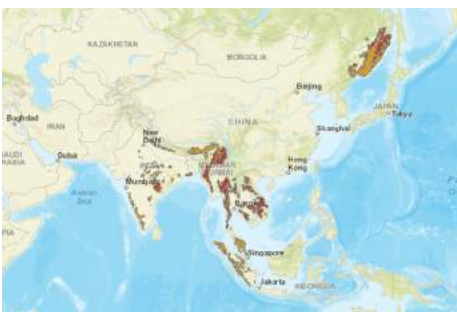 KAZAKHSTAN
MONGOLIA
Beijing
JAPAN
Tokyo
Baghdad
IRAN
CHINA
Shanghai
New
Delhi
Dubai
INDIA
Hong
Kong
Mumbai
Arabian
Sea
Singapore
INDONESIA
Jakarta